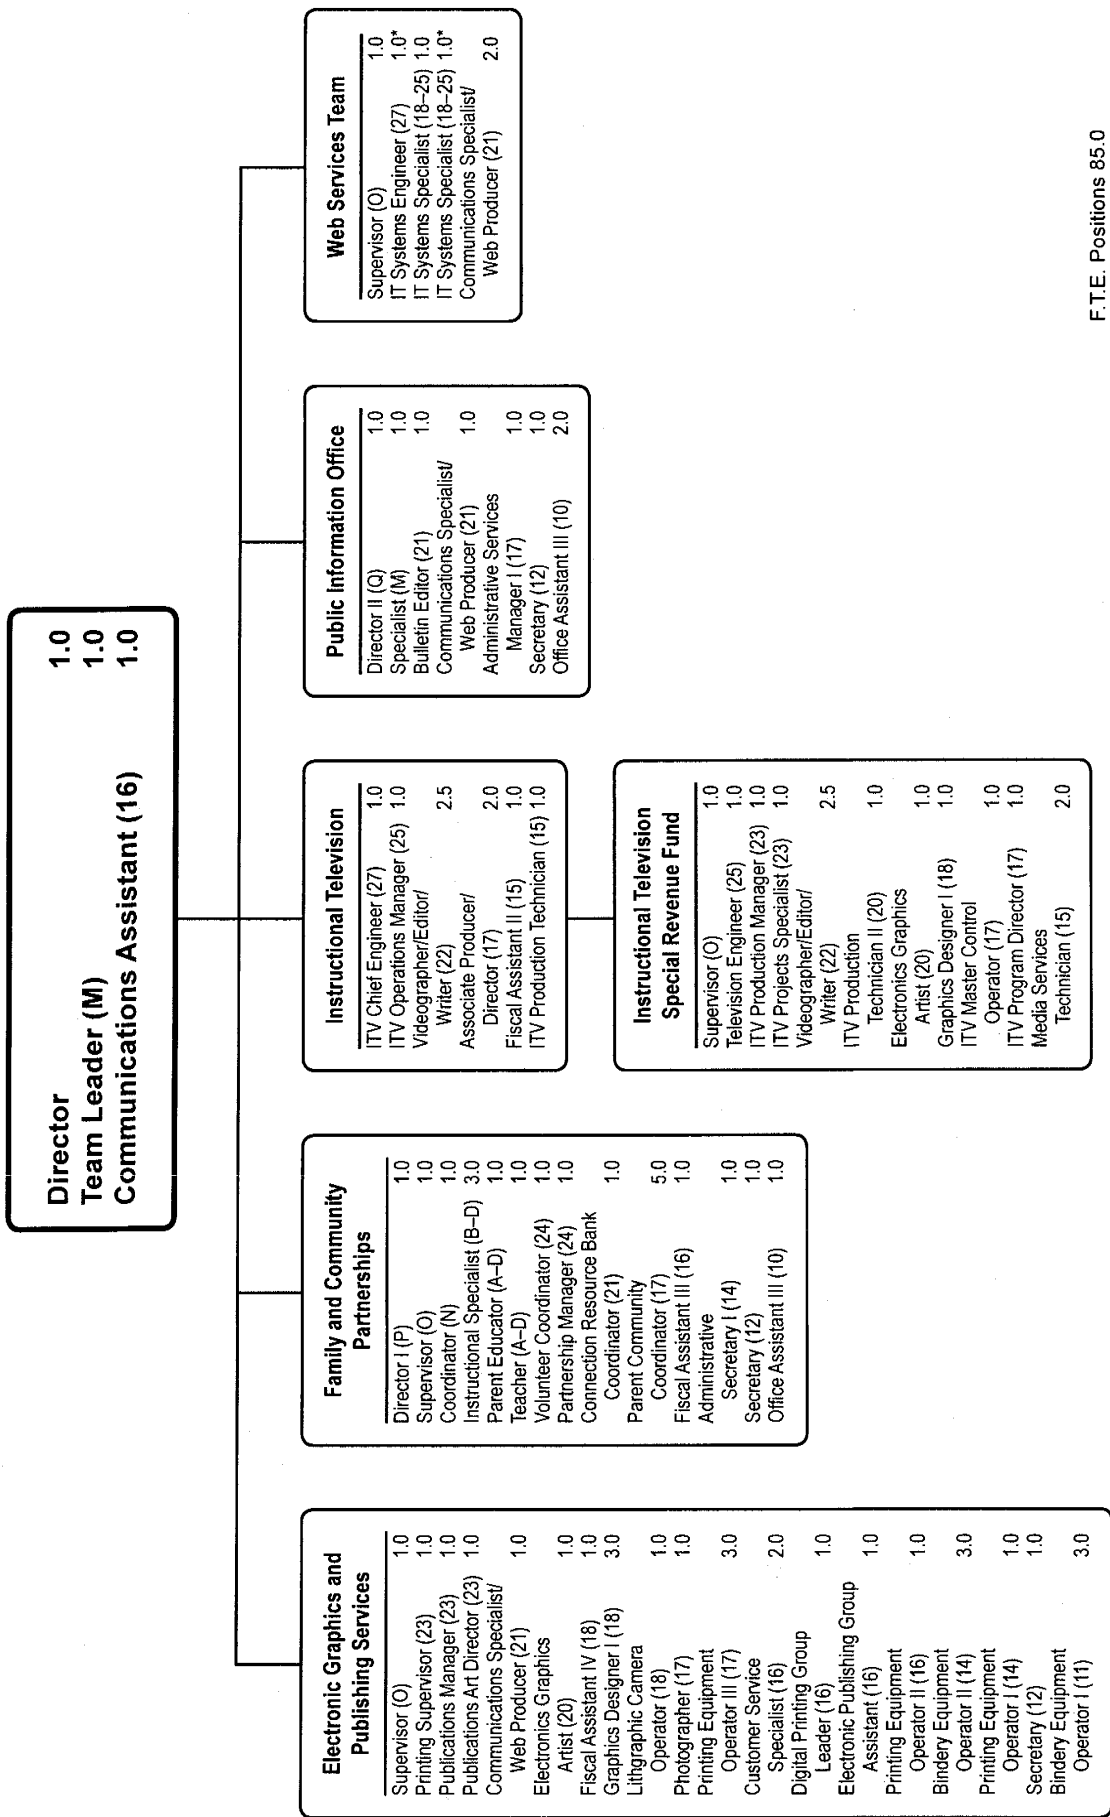 Director 1.0
Team Leader (M) 1.0
Communications Assistant (16) 1.0
Electronic Graphics and
Publishing Services
Supervisor (O) 1.0
Printing Supervisor (23) 1.0
Publications Manager (23) 1.0
Publications Art Director (23) 1.0
Communications Specialist/
Web Producer (21) 1.0
Electronics Graphics
Artist (20) 1.0
Fiscal Assistant IV (18) 1.0
Graphics Designer I (18) 3.0
Lithgraphic Camera
Operator (18) 1.0
Photographer (17) 1.0
Printing Equipment
Operator III (17) 3.0
Customer Service
Specialist (16) 2.0
Digital Printing Group
Leader (16) 1.0
Electronic Publishing Group
Assistant (16) 1.0
Printing Equipment
Operator II (16) 1.0
Bindery Equipment
Operator II (14) 3.0
Printing Equipment
Operator I (14) 1.0
Secretary (12) 1.0
Bindery Equipment
Operator I (11) 3.0
Family and Community
Partnerships
Director I (P) 1.0
Supervisor (O) 1.0
Coordinator (N) 1.0
Instructional Specialist (B–D) 3.0
Parent Educator (A–D) 1.0
Teacher (A–D) 1.0
Volunteer Coordinator (24) 1.0
Partnership Manager (24) 1.0
Connection Resource Bank
Coordinator (21) 1.0
Parent Community
Coordinator (17) 5.0
Fiscal Assistant III (16) 1.0
Administrative
Secretary I (14) 1.0
Secretary (12) 1.0
Office Assistant III (10) 1.0
Instructional Television
ITV Chief Engineer (27) 1.0
ITV Operations Manager (25) 1.0
Videographer/Editor/
Writer (22) 2.5
Associate Producer/
Director (17) 2.0
Fiscal Assistant II (15) 1.0
ITV Production Technician (15) 1.0
Instructional Television
Special Revenue Fund
Supervisor (O) 1.0
Television Engineer (25) 1.0
ITV Production Manager (23) 1.0
ITV Projects Specialist (23) 1.0
Videographer/Editor/
Writer (22) 2.5
ITV Production
Technician II (20) 1.0
Electronics Graphics
Artist (20) 1.0
Graphics Designer I (18) 1.0
ITV Master Control
Operator (17) 1.0
ITV Program Director (17) 1.0
Media Services
Technician (15) 2.0
Public Information Office
Director II (Q) 1.0
Specialist (M) 1.0
Bulletin Editor (21) 1.0
Communications Specialist/
Web Producer (21) 1.0
Administrative Services
Manager I (17) 1.0
Secretary (12) 1.0
Office Assistant III (10) 2.0
Web Services Team
Supervisor (O) 1.0
IT Systems Engineer (27) 1.0*
IT Systems Specialist (18–25) 1.0
IT Systems Specialist (18–25) 1.0*
Communications Specialist/
Web Producer (21) 2.0
F.T.E. Positions 85.0